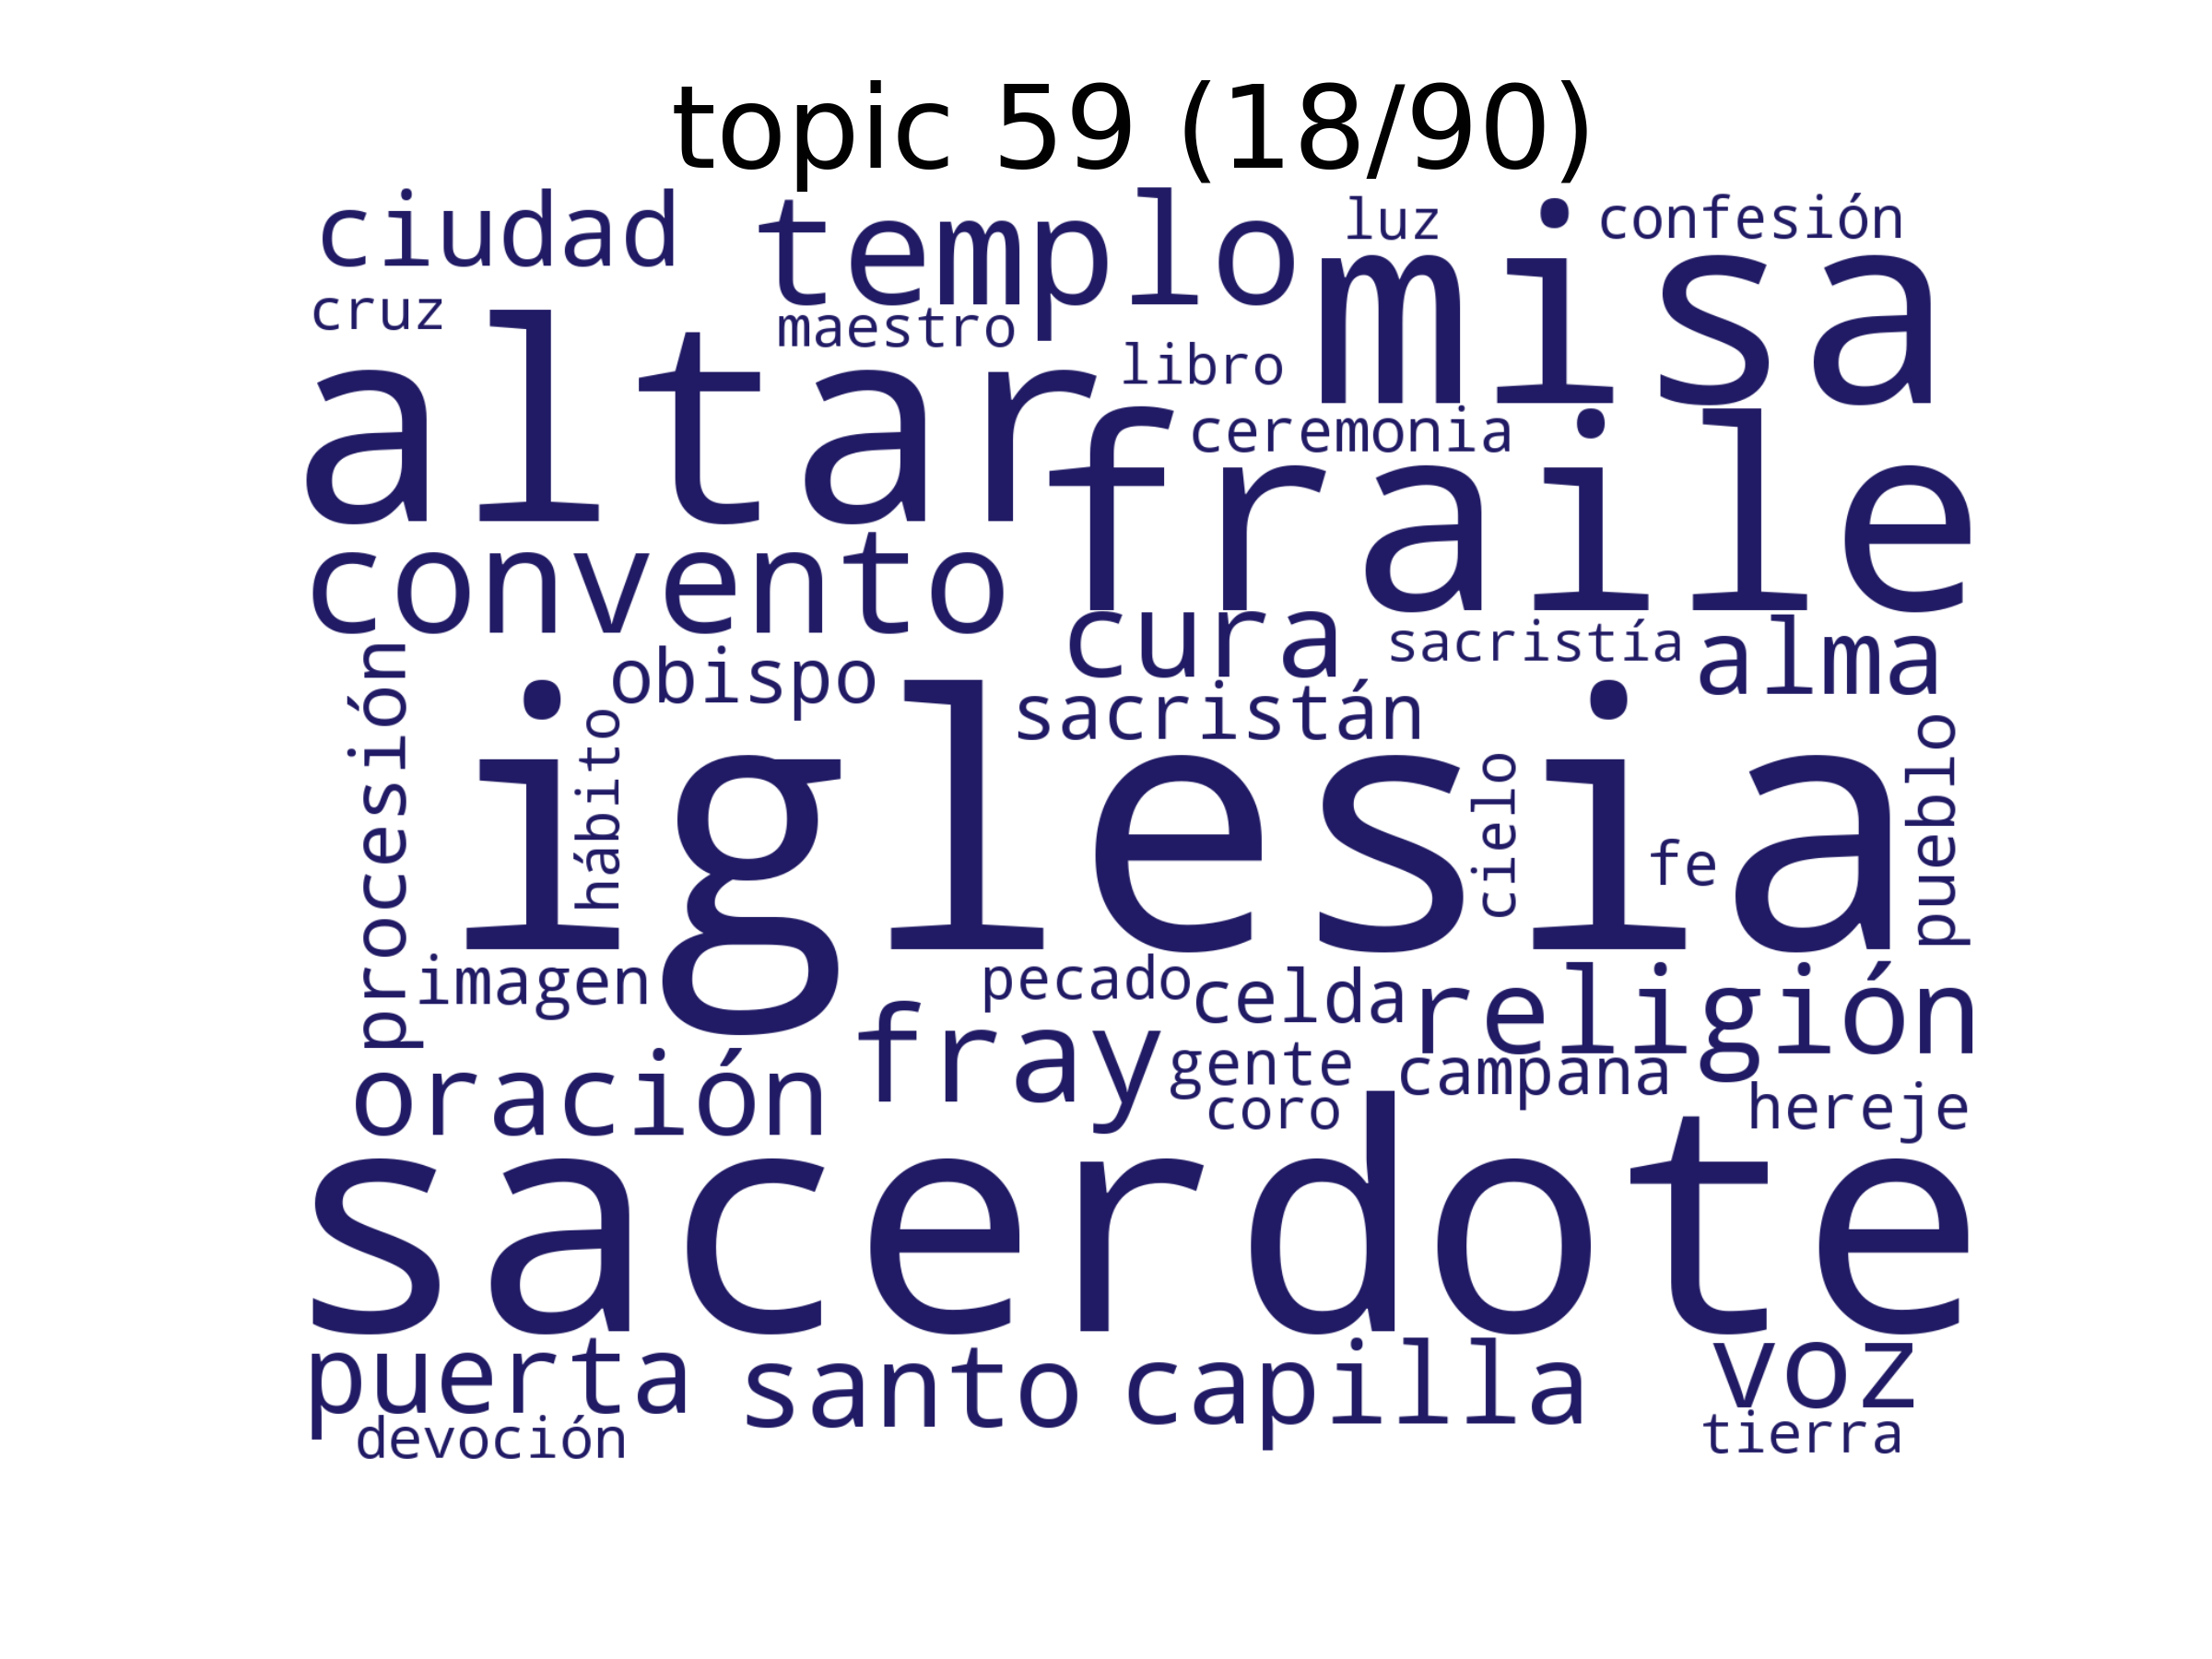 topic 59 (18/90)
ciudad
templo
luz
misa
confesión
cruz
maestro
libro
altar
ceremonia
fraile
convento
cura
sacristía
alma
obispo
sacristán
procesión
hábito
iglesia
cielo
fe
pueblo
imagen
pecado
celda
religión
fray
gente
campana
oración
coro
hereje
sacerdote
puerta
santo
capilla
voz
devoción
tierra